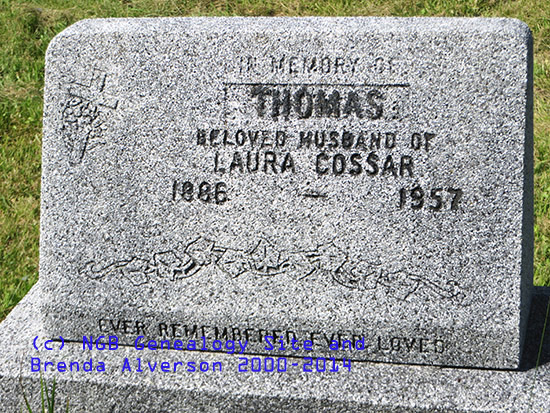 IN MEMORY OF
THOMAS
BELOVED HUSBAND OF
LAURA COSSAR
1886 – 1957
EVER REMEMBERED EVER LOVED
(c) NGB Genealogy Site and
Brenda Alverson 2000-2014